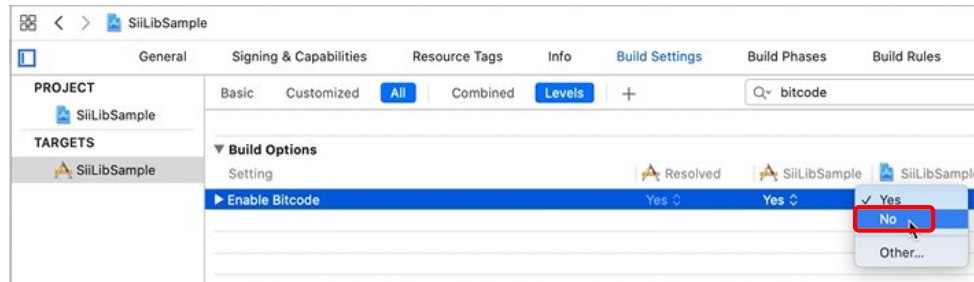 SiiLibSample
General Signing & Capabilities Resource Tags Info Build Settings Build Phases Build Rules
PROJECT
SiiLibSample
TARGETS
SiiLibSample
Basic Customized All Combined Levels + bitcode
Build Options
Setting Resolved SiiLibSample SiiLibSampl
Enable Bitcode Yes Yes Yes
No
Other...